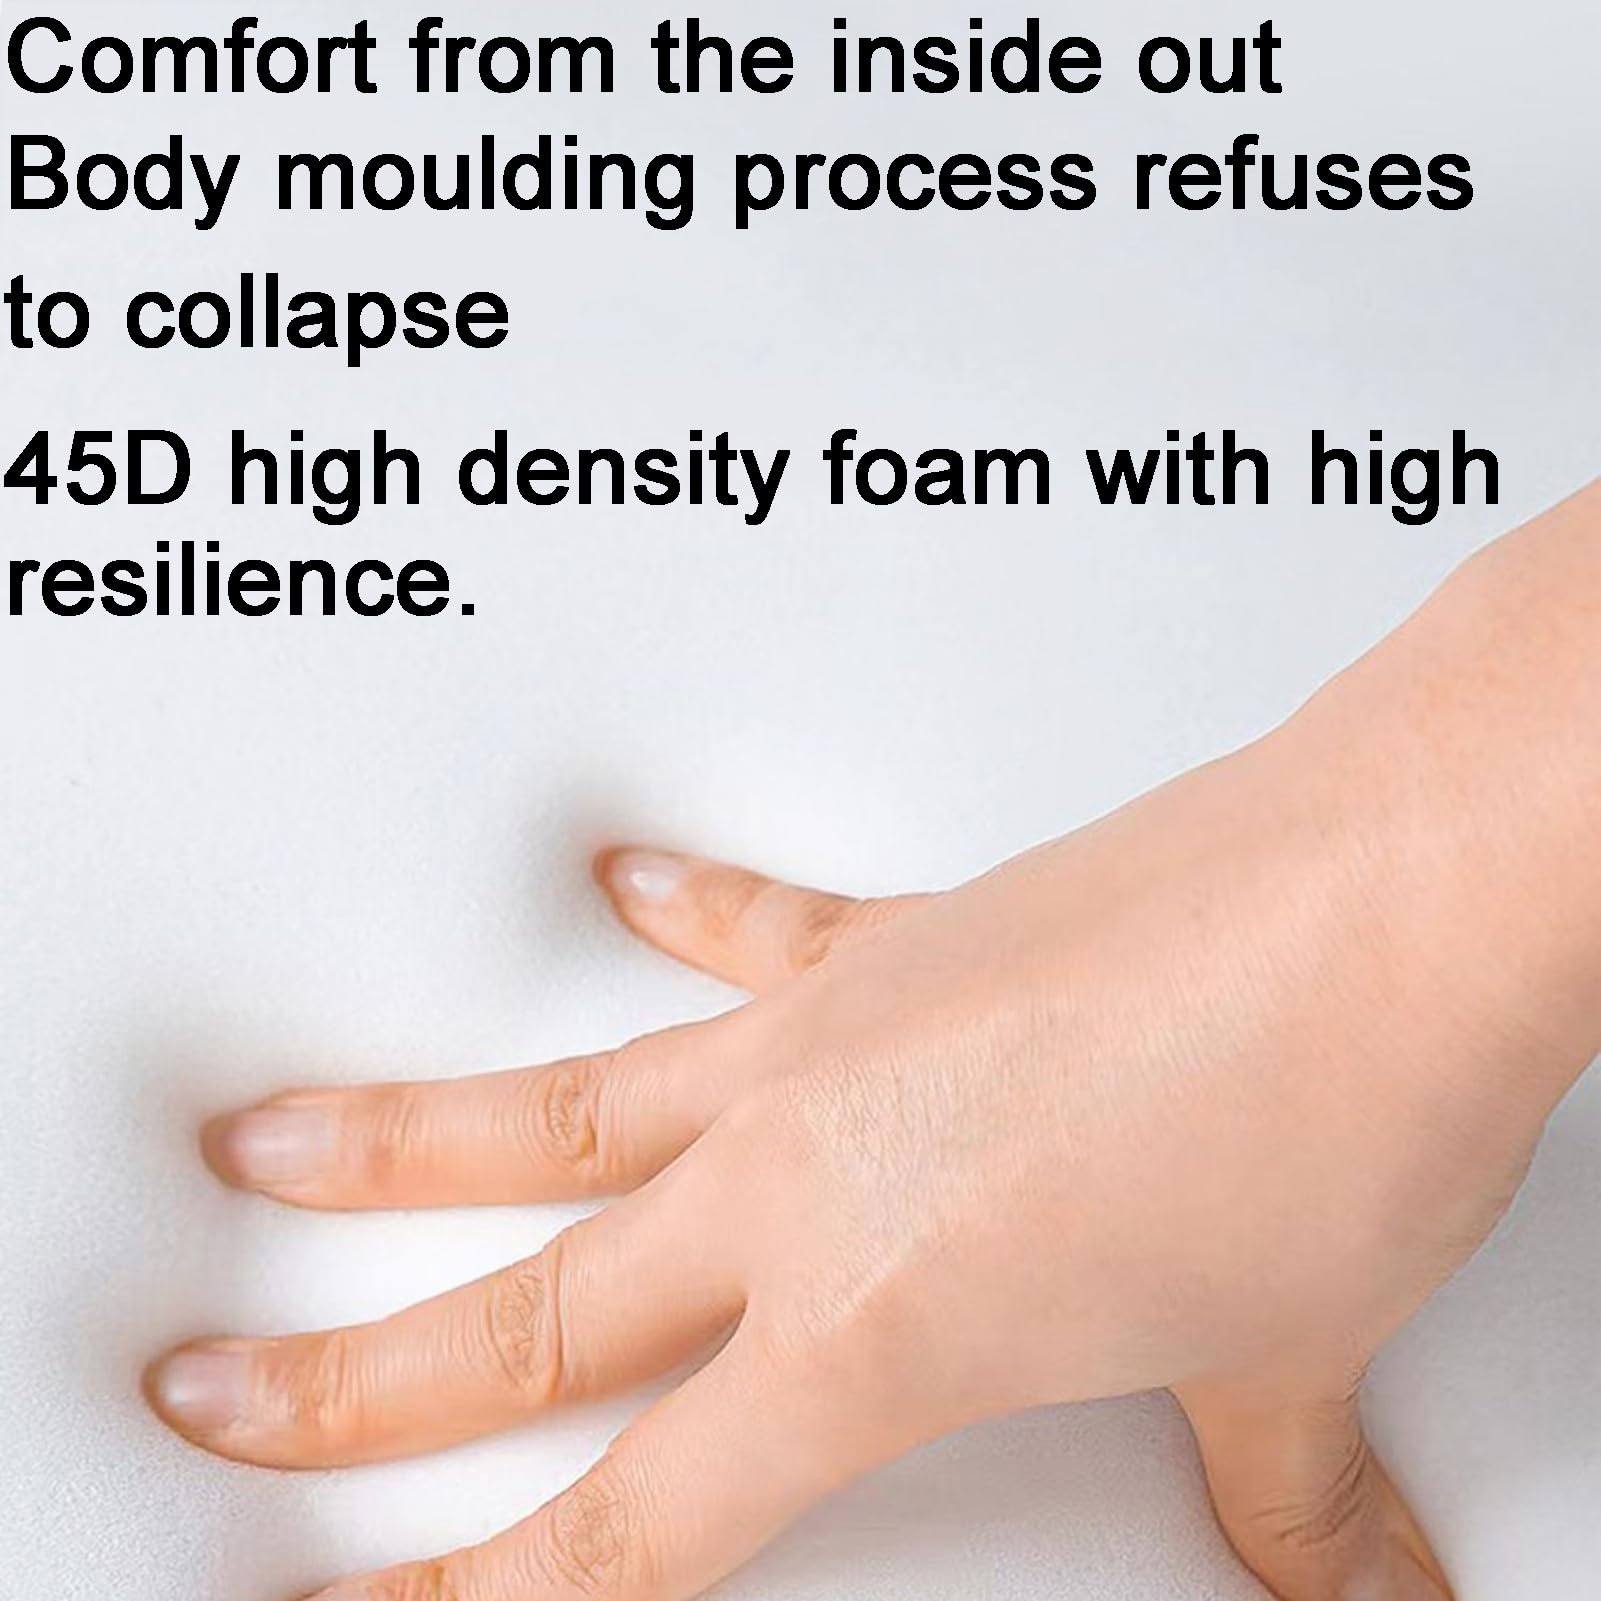 Comfort from the inside out
Body moulding process refuses
to collapse
45D high density foam with high
resilience.